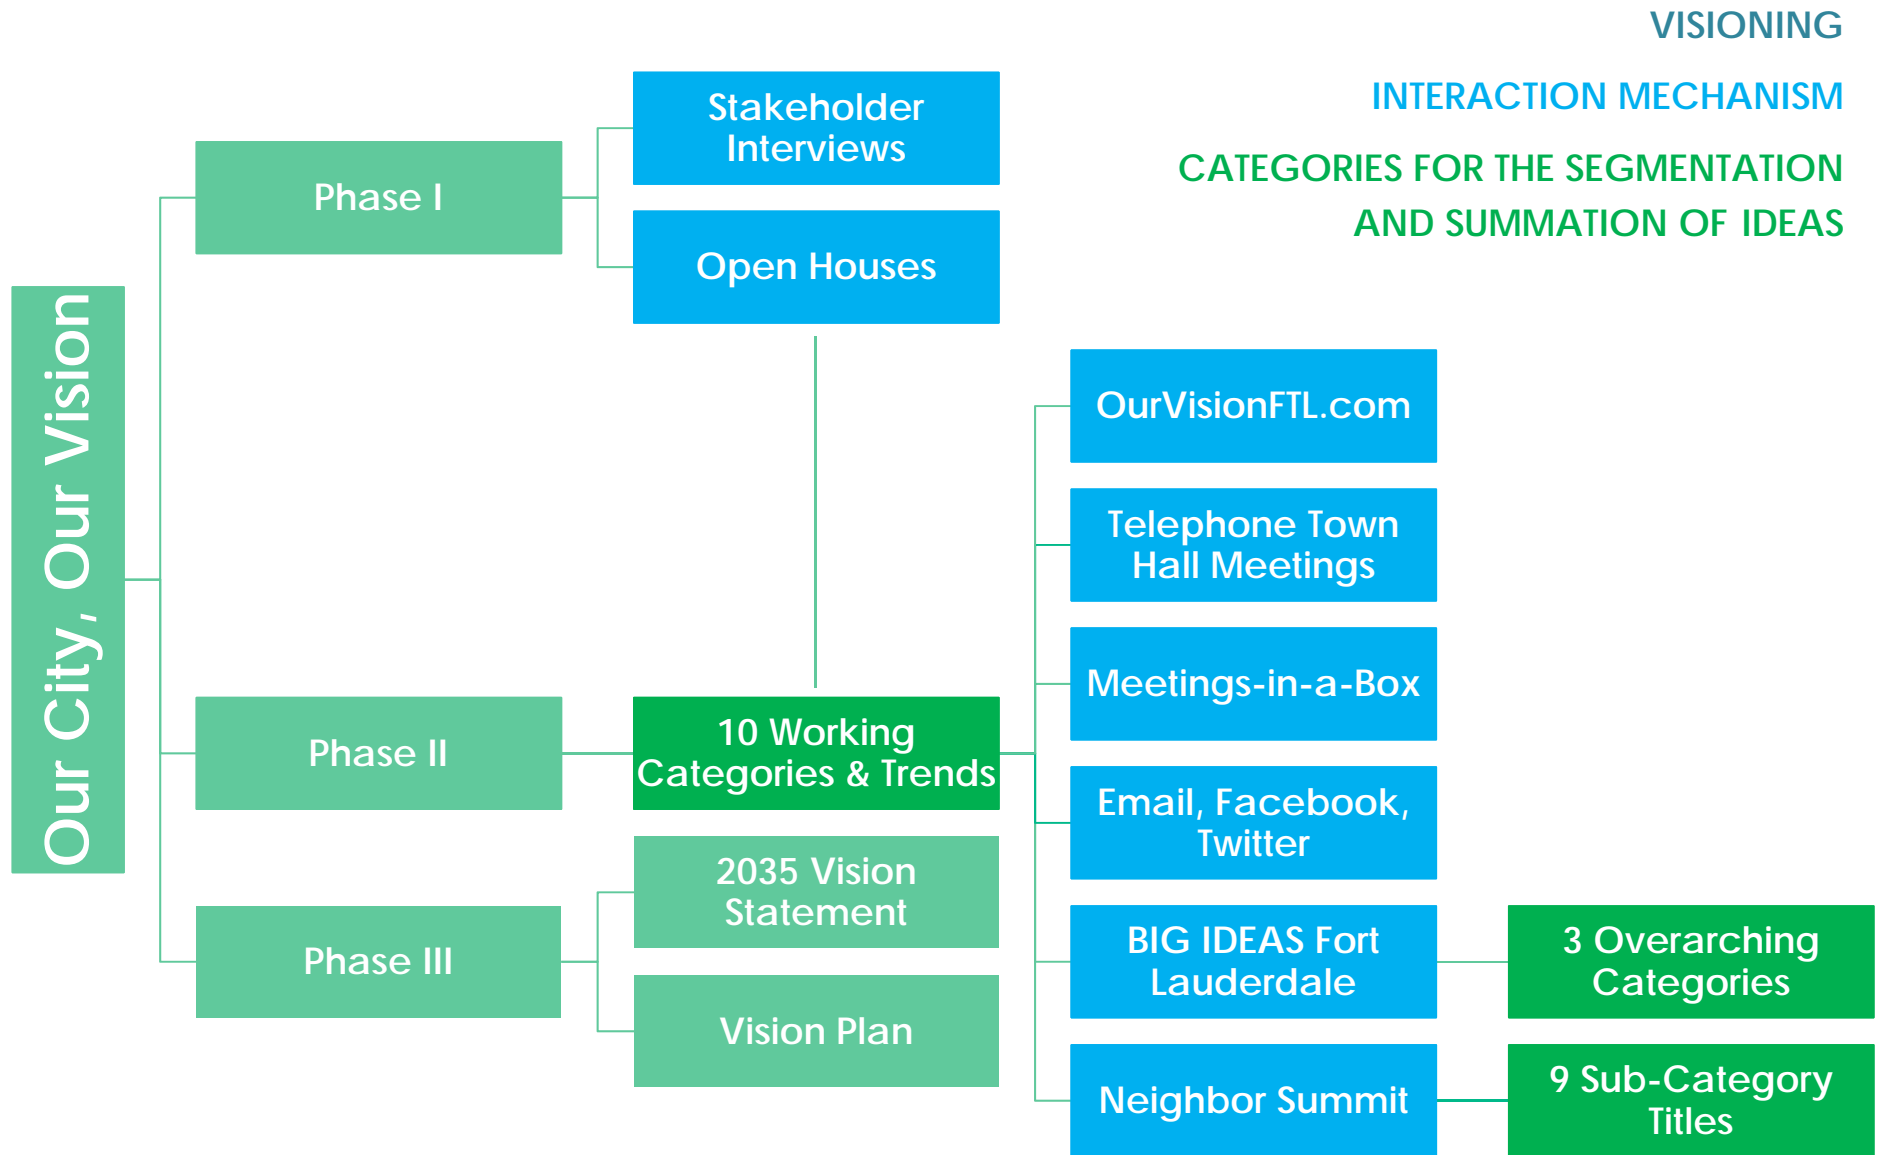 VISIONING
INTERACTION MECHANISM
CATEGORIES FOR THE SEGMENTATION
AND SUMMATION OF IDEAS
Our City, Our Vision
Phase I
Stakeholder
Interviews
Open Houses
Phase II
10 Working
Categories & Trends
OurVisionFTL.com
Telephone Town
Hall Meetings
Meetings-in-a-Box
Email, Facebook,
Twitter
BIG IDEAS Fort
Lauderdale
3 Overarching
Categories
Neighbor Summit
9 Sub-Category
Titles
Phase III
2035 Vision
Statement
Vision Plan